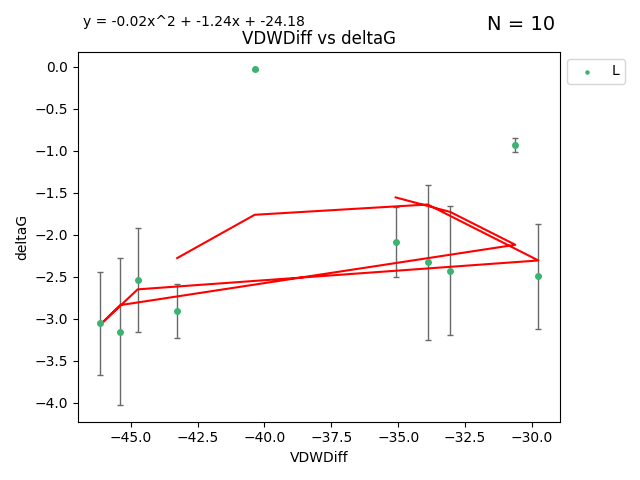 y = -0.02x^2 + -1.24x + -24.18
N = 10
VDWDiff vs deltaG
L
deltaG
0.0
−0.5
−1.0
−1.5
−2.0
−2.5
−3.0
−3.5
−4.0
−45.0 −42.5 −40.0 −37.5 −35.0 −32.5 −30.0
VDWDiff